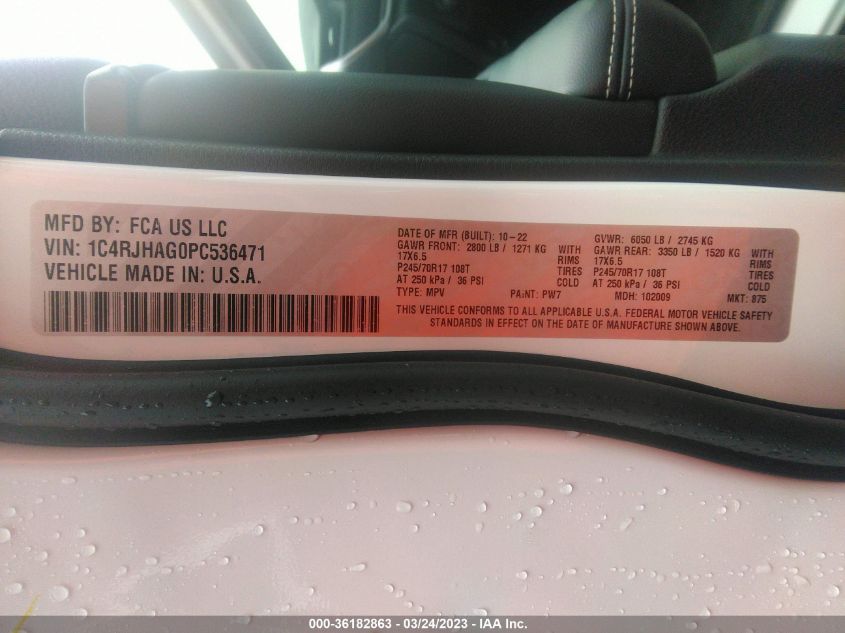 MFD BY: FCA US LLC
VIN: 1C4RJHAG0PC536471
VEHICLE MADE IN: U.S.A.
DATE OF MFR (BUILT): 10-22
GAWR FRONT: 2800 LB / 1271 KG WITH
17X6.5 RIMS
P245/70R17 108T TIRES
AT 250 kPa / 36 PSI COLD
TYPE: MPV PAINT: PW7
GVWR: 6050 LB / 2745 KG
GAWR REAR: 3350 LB / 1520 KG WITH
17X6.5 RIMS
P245/70R17 108T TIRES
AT 250 kPa / 36 PSI COLD
MDH: 102009 MKT: 875
THIS VEHICLE CONFORMS TO ALL APPLICABLE U.S.A. FEDERAL MOTOR VEHICLE SAFETY
STANDARDS IN EFFECT ON THE DATE OF MANUFACTURE SHOWN ABOVE.
000-36182863 - 03/24/2023 - IAA Inc.